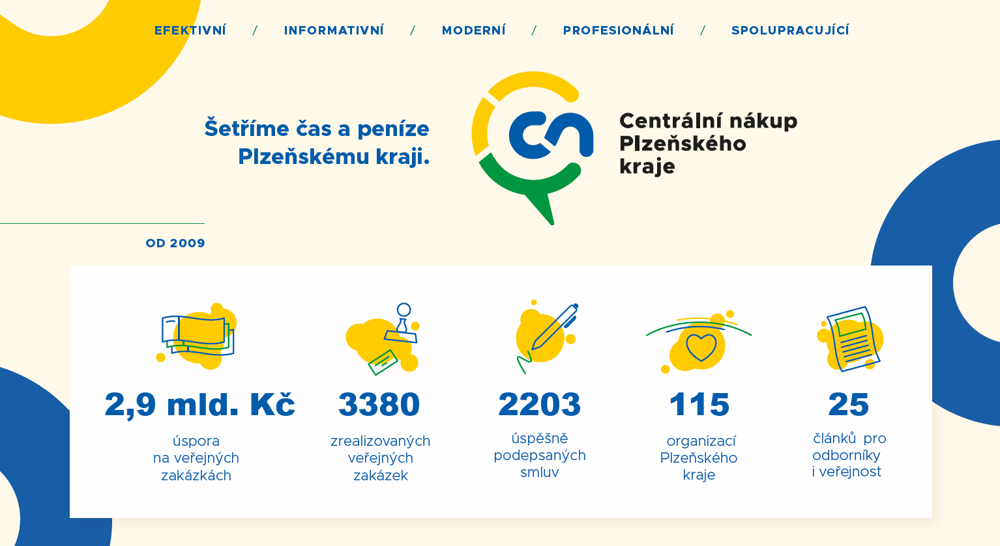 EFEKTIVNÍ / INFORMATIVNÍ / MODERNÍ / PROFESIONÁLNÍ / SPOLUPRACUJÍCÍ
Šetříme čas a peníze
Plzeňskému kraji.
Centrální nákup
Plzeňského
kraje
OD 2009
2,9 mld. Kč
úspora
na veřejných
zakázkách
3380
zrealizovaných
veřejných
zakázek
2203
úspěšně
podepsaných
smluv
115
organizací
Plzeňského
kraje
25
článků pro
odborníky
i veřejnost